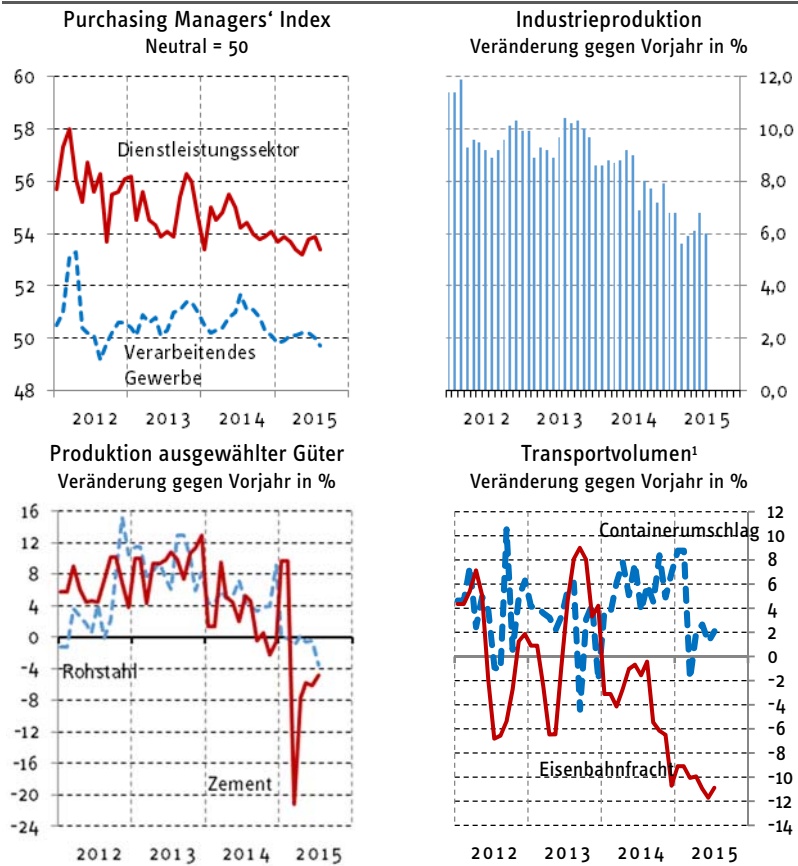 Purchasing Managers‘ Index
Neutral = 50
60
58
56
54
52
50
48
Dienstleistungssektor
Verarbeitendes
Gewerbe
2012 2013 2014 2015
Industrieproduktion
Veränderung gegen Vorjahr in %
12,0
10,0
8,0
6,0
4,0
2,0
0,0
2012 2013 2014 2015
Produktion ausgewählter Güter
Veränderung gegen Vorjahr in %
16
12
8
4
0
-4
-8
-12
-16
-20
-24
Rohstahl
Zement
2012 2013 2014 2015
Transportvolumen¹
Veränderung gegen Vorjahr in %
12
10
8
6
4
2
0
-2
-4
-6
-8
-10
-12
-14
Containerumschlag
Eisenbahnfracht
2012 2013 2014 2015